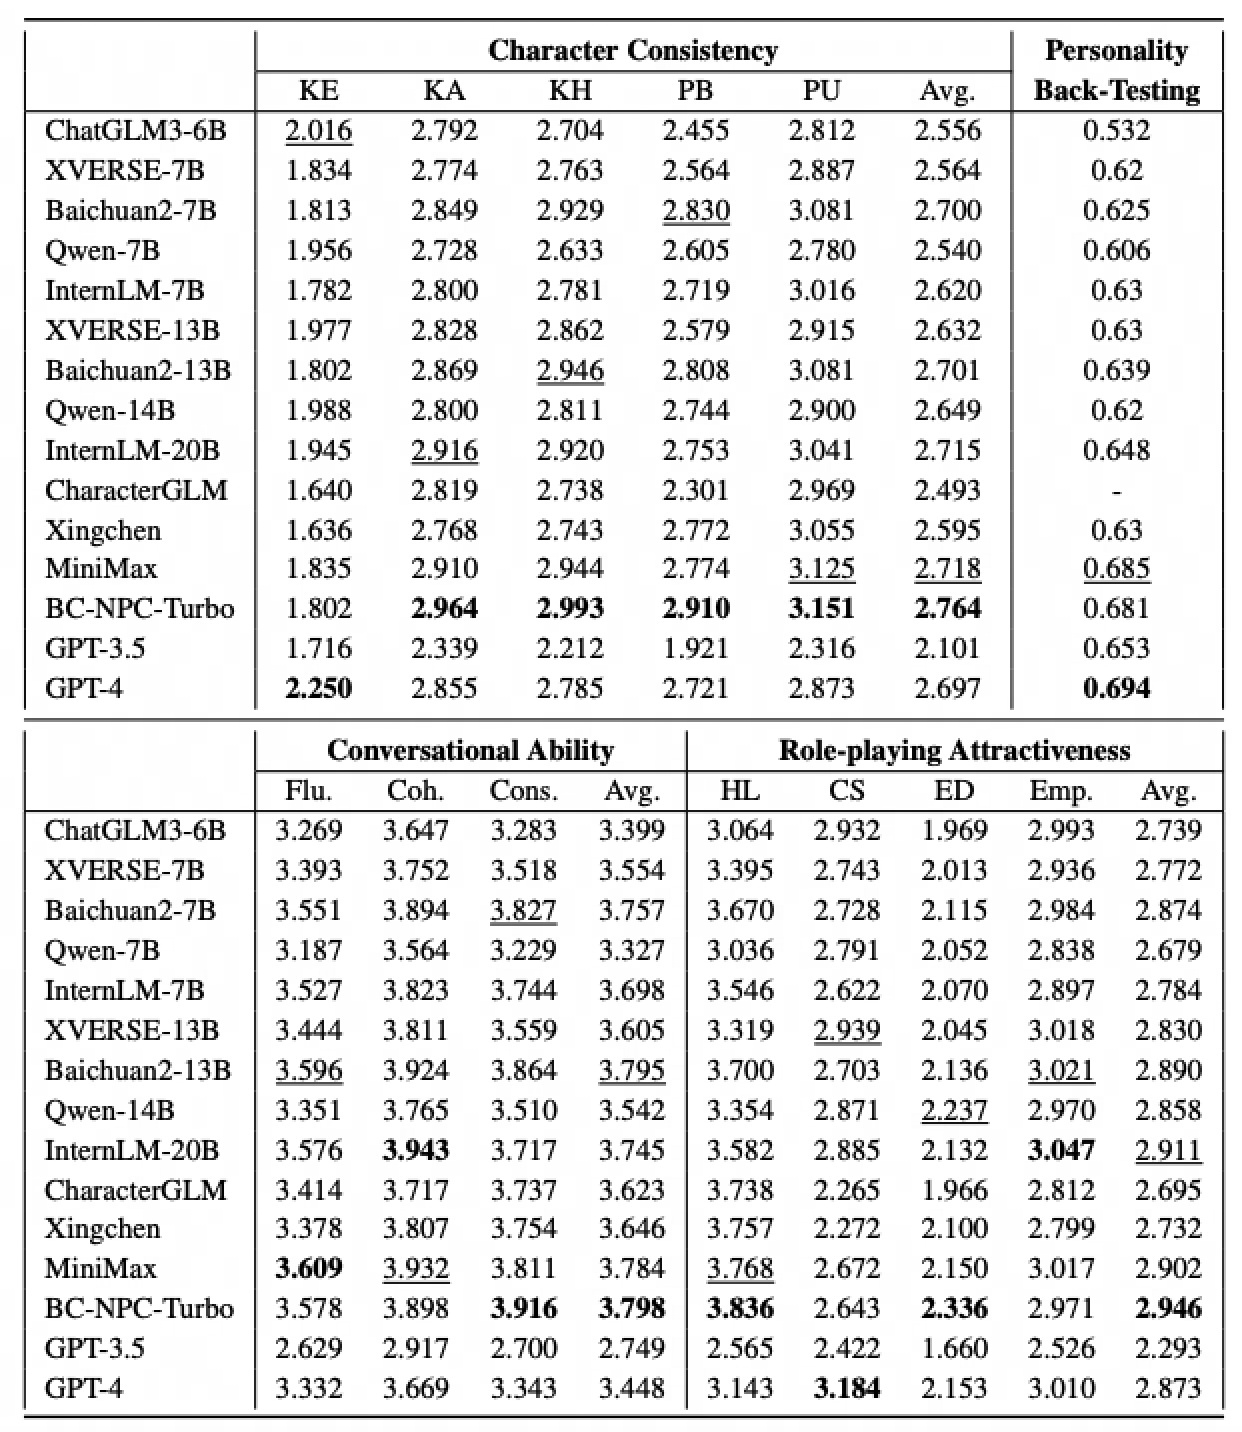 Character Consistency Personality
KE KA KH PB PU Avg. Back-Testing
ChatGLM3-6B 2.016 2.792 2.704 2.455 2.812 2.556 0.532
XVERSE-7B 1.834 2.774 2.763 2.564 2.887 2.564 0.62
Baichuan2-7B 1.813 2.849 2.929 2.830 3.081 2.700 0.625
Qwen-7B 1.956 2.728 2.633 2.605 2.780 2.540 0.606
InternLM-7B 1.782 2.800 2.781 2.719 3.016 2.620 0.63
XVERSE-13B 1.977 2.828 2.862 2.579 2.915 2.632 0.63
Baichuan2-13B 1.802 2.869 2.946 2.808 3.081 2.701 0.639
Qwen-14B 1.988 2.800 2.811 2.744 2.900 2.649 0.62
InternLM-20B 1.945 2.916 2.920 2.753 3.041 2.715 0.648
CharacterGLM 1.640 2.819 2.738 2.301 2.969 2.493 -
Xingchen 1.636 2.768 2.743 2.772 3.055 2.595 0.63
MiniMax 1.835 2.910 2.944 2.774 3.125 2.718 0.685
BC-NPC-Turbo 1.802 2.964 2.993 2.910 3.151 2.764 0.681
GPT-3.5 1.716 2.339 2.212 1.921 2.316 2.101 0.653
GPT-4 2.250 2.855 2.785 2.721 2.873 2.697 0.694
Conversational Ability Role-playing Attractiveness
Flu. Coh. Cons. Avg. HL CS ED Emp. Avg.
ChatGLM3-6B 3.269 3.647 3.283 3.399 3.064 2.932 1.969 2.993 2.739
XVERSE-7B 3.393 3.752 3.518 3.554 3.395 2.743 2.013 2.936 2.772
Baichuan2-7B 3.551 3.894 3.827 3.757 3.670 2.728 2.115 2.984 2.874
Qwen-7B 3.187 3.564 3.229 3.327 3.036 2.791 2.052 2.838 2.679
InternLM-7B 3.527 3.823 3.744 3.698 3.546 2.622 2.070 2.897 2.784
XVERSE-13B 3.444 3.811 3.559 3.605 3.319 2.939 2.045 3.018 2.830
Baichuan2-13B 3.596 3.924 3.864 3.795 3.700 2.703 2.136 3.021 2.890
Qwen-14B 3.351 3.765 3.510 3.542 3.354 2.871 2.237 2.970 2.858
InternLM-20B 3.576 3.943 3.717 3.745 3.582 2.885 2.132 3.047 2.911
CharacterGLM 3.414 3.717 3.737 3.623 3.738 2.265 1.966 2.812 2.695
Xingchen 3.378 3.807 3.754 3.646 3.757 2.272 2.100 2.799 2.732
MiniMax 3.609 3.932 3.811 3.784 3.768 2.672 2.150 3.017 2.902
BC-NPC-Turbo 3.578 3.898 3.916 3.798 3.836 2.643 2.336 2.971 2.946
GPT-3.5 2.629 2.917 2.700 2.749 2.565 2.422 1.660 2.526 2.293
GPT-4 3.332 3.669 3.343 3.448 3.143 3.184 2.153 3.010 2.873